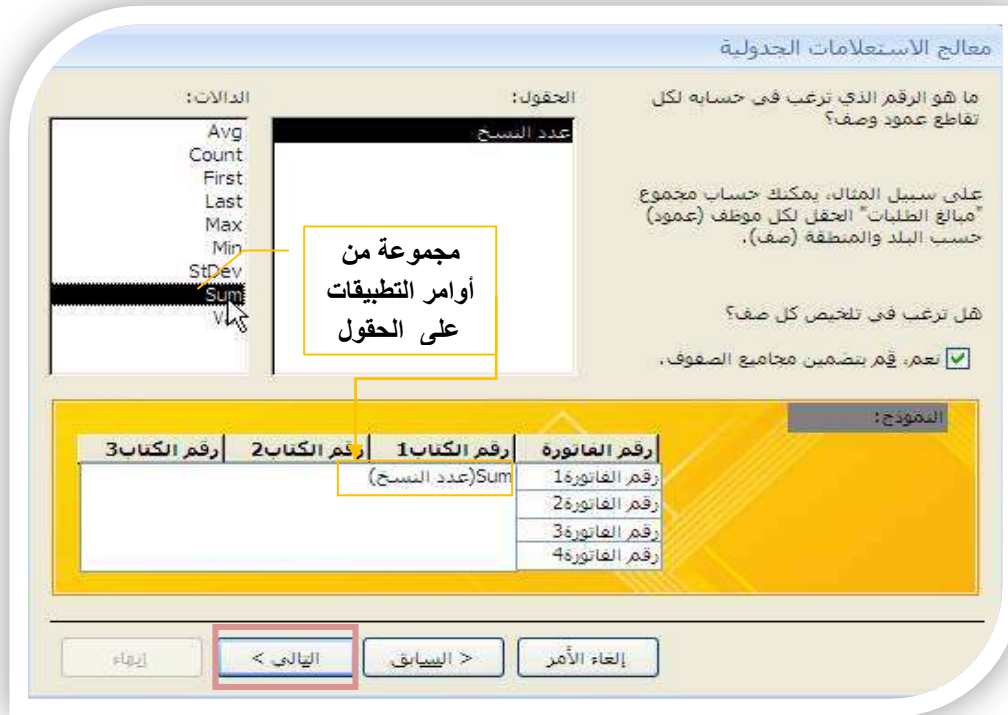 معالج الاستعلامات الجدولية
ما هو الرقم الذي ترغب في حسابه لكل
تقاطع عمود وصف؟
على سبيل المثال، يمكنك حساب مجموع
"مبالغ الطلبات" الحقل لكل موظف (عمود)
حسب البلد والمنطقة (صف).
هل ترغب في تلخيص كل صف؟
نعم، قم بتضمين مجاميع الصفوف.
الحقول:
عدد النسخ
الدالات:
Avg
Count
First
Last
Max
Min
StDev
Sum
مجموعة من
أوامر التطبيقات
على الحقول
النموذج:
رقم الفاتورة رقم الكتاب1 رقم الكتاب2 رقم الكتاب3
رقم الفاتورة1 Sum(عدد النسخ)
رقم الفاتورة2
رقم الفاتورة3
رقم الفاتورة4
إلغاء الأمر < السابق التالي > إنهاء